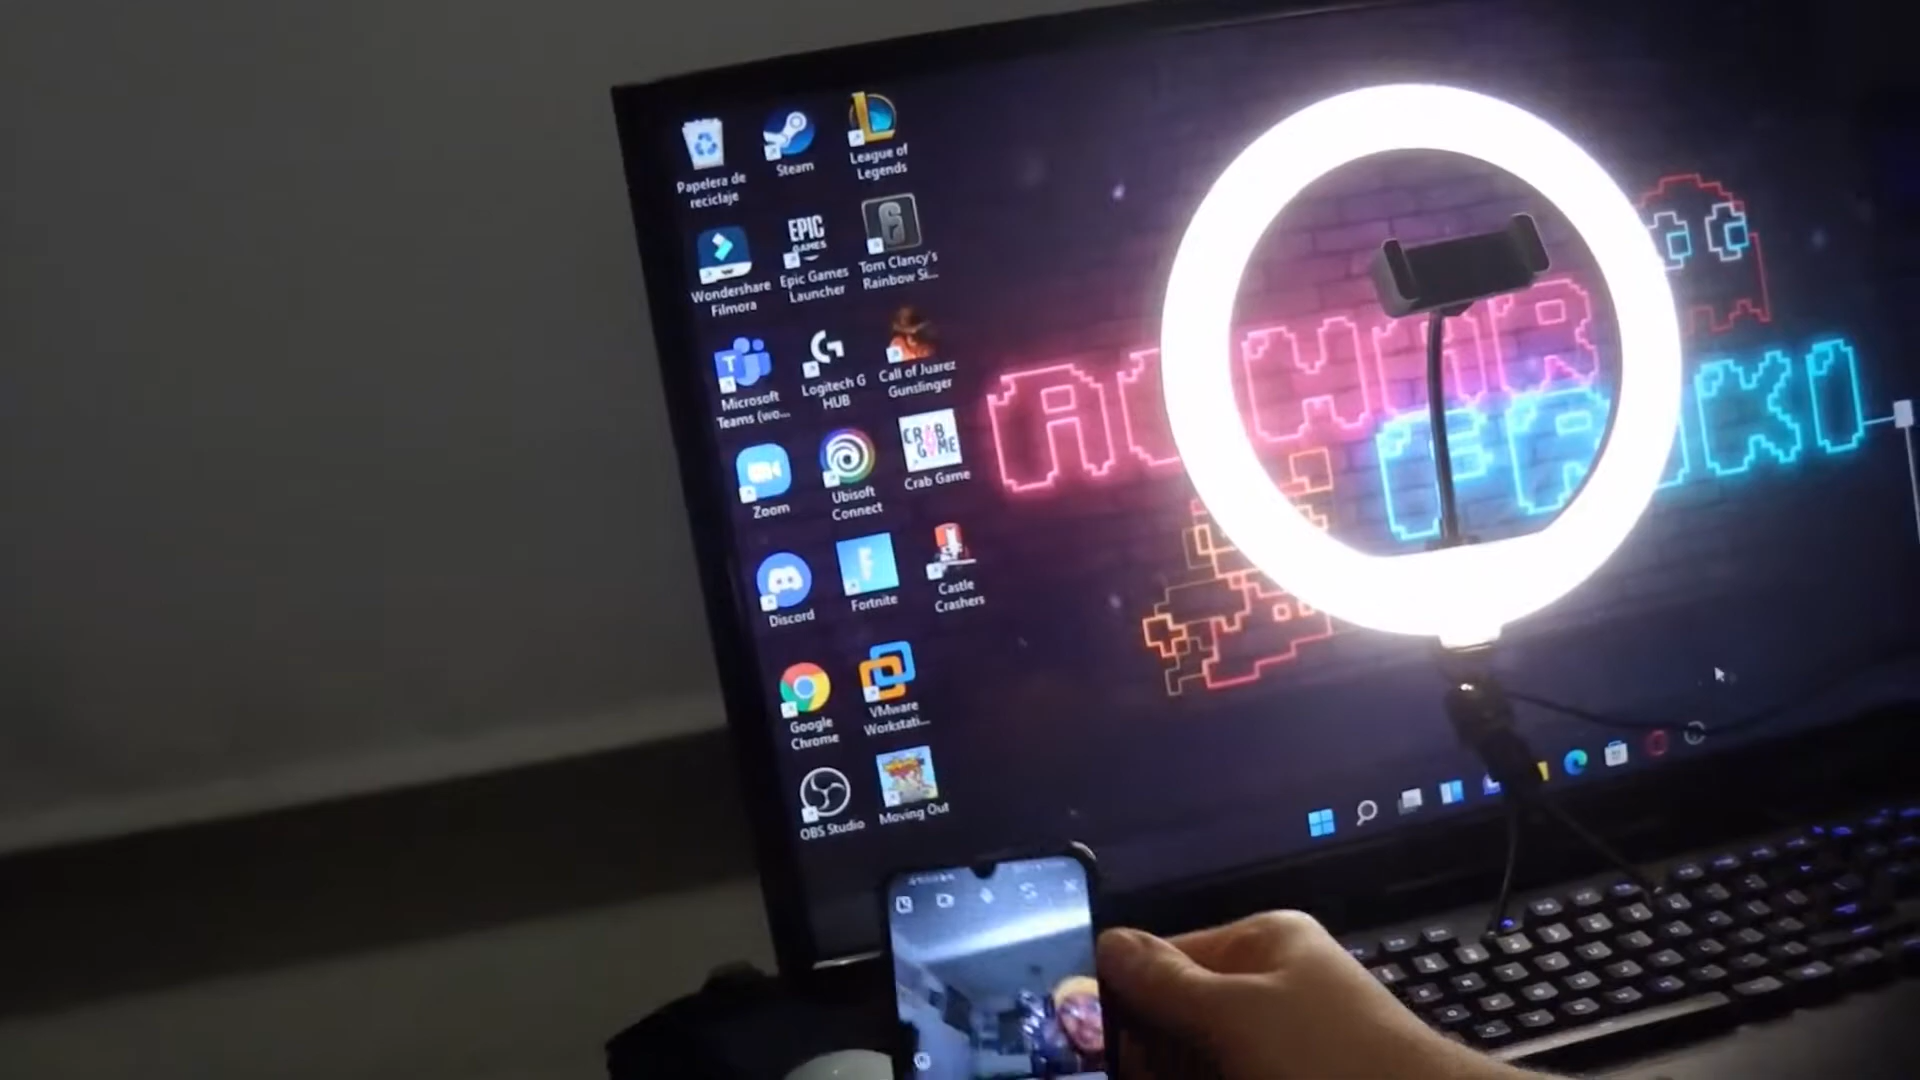 Papelera de
reciclaje
Steam
League of
Legends
Wondershare
Filmora
EPIC
GAMES
Epic Games
Launcher
Tom Clancy's
Rainbow Si...
Microsoft
Teams (wo...
Logitech G
HUB
Call of Juarez
Gunslinger
Zoom
Ubisoft
Connect
CRAB
GAME
Crab Game
Discord
Fortnite
Castle
Crashers
Google
Chrome
VMware
Workstati...
OBS Studio
Moving Out